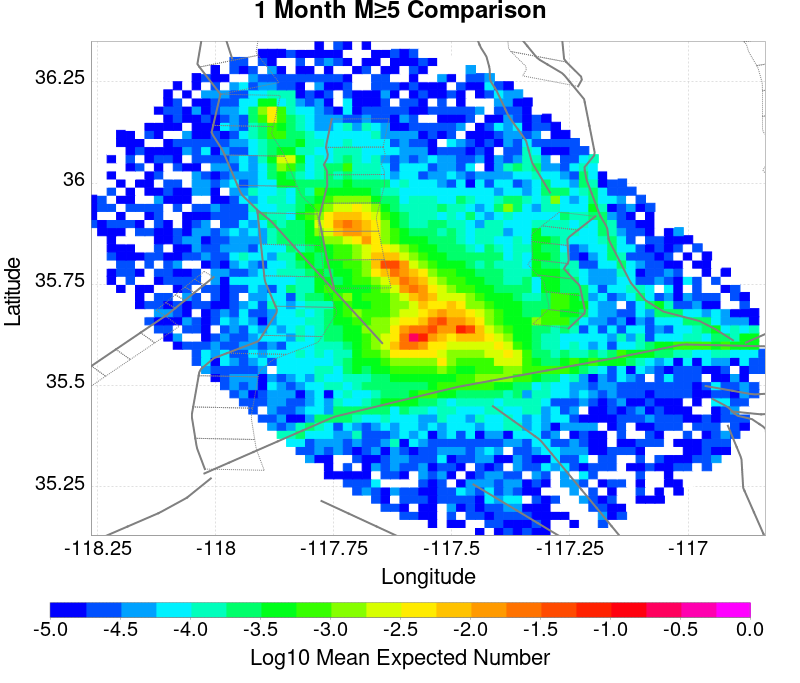 1 Month M≥5 Comparison
36.25
36
35.75
35.5
35.25
Latitude
-118.25 -118 -117.75 -117.5 -117.25 -117
Longitude
-5.0 -4.5 -4.0 -3.5 -3.0 -2.5 -2.0 -1.5 -1.0 -0.5 0.0
Log10 Mean Expected Number